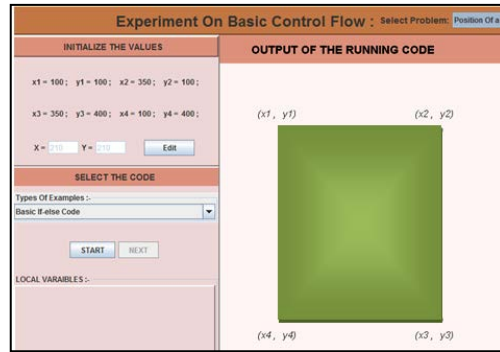 Experiment On Basic Control Flow : Select Problem: Position Of a
INITIALIZE THE VALUES
x1 = 100 ; y1 = 100 ; x2 = 350 ; y2 = 100 ;
x3 = 350 ; y3 = 400 ; x4 = 100 ; y4 = 400 ;
X = 210 Y = 210 Edit
SELECT THE CODE
Types Of Examples :-
Basic If-else Code
START NEXT
LOCAL VARAIBLES :-
OUTPUT OF THE RUNNING CODE
(x1, y1) (x2, y2)
(x4, y4) (x3, y3)